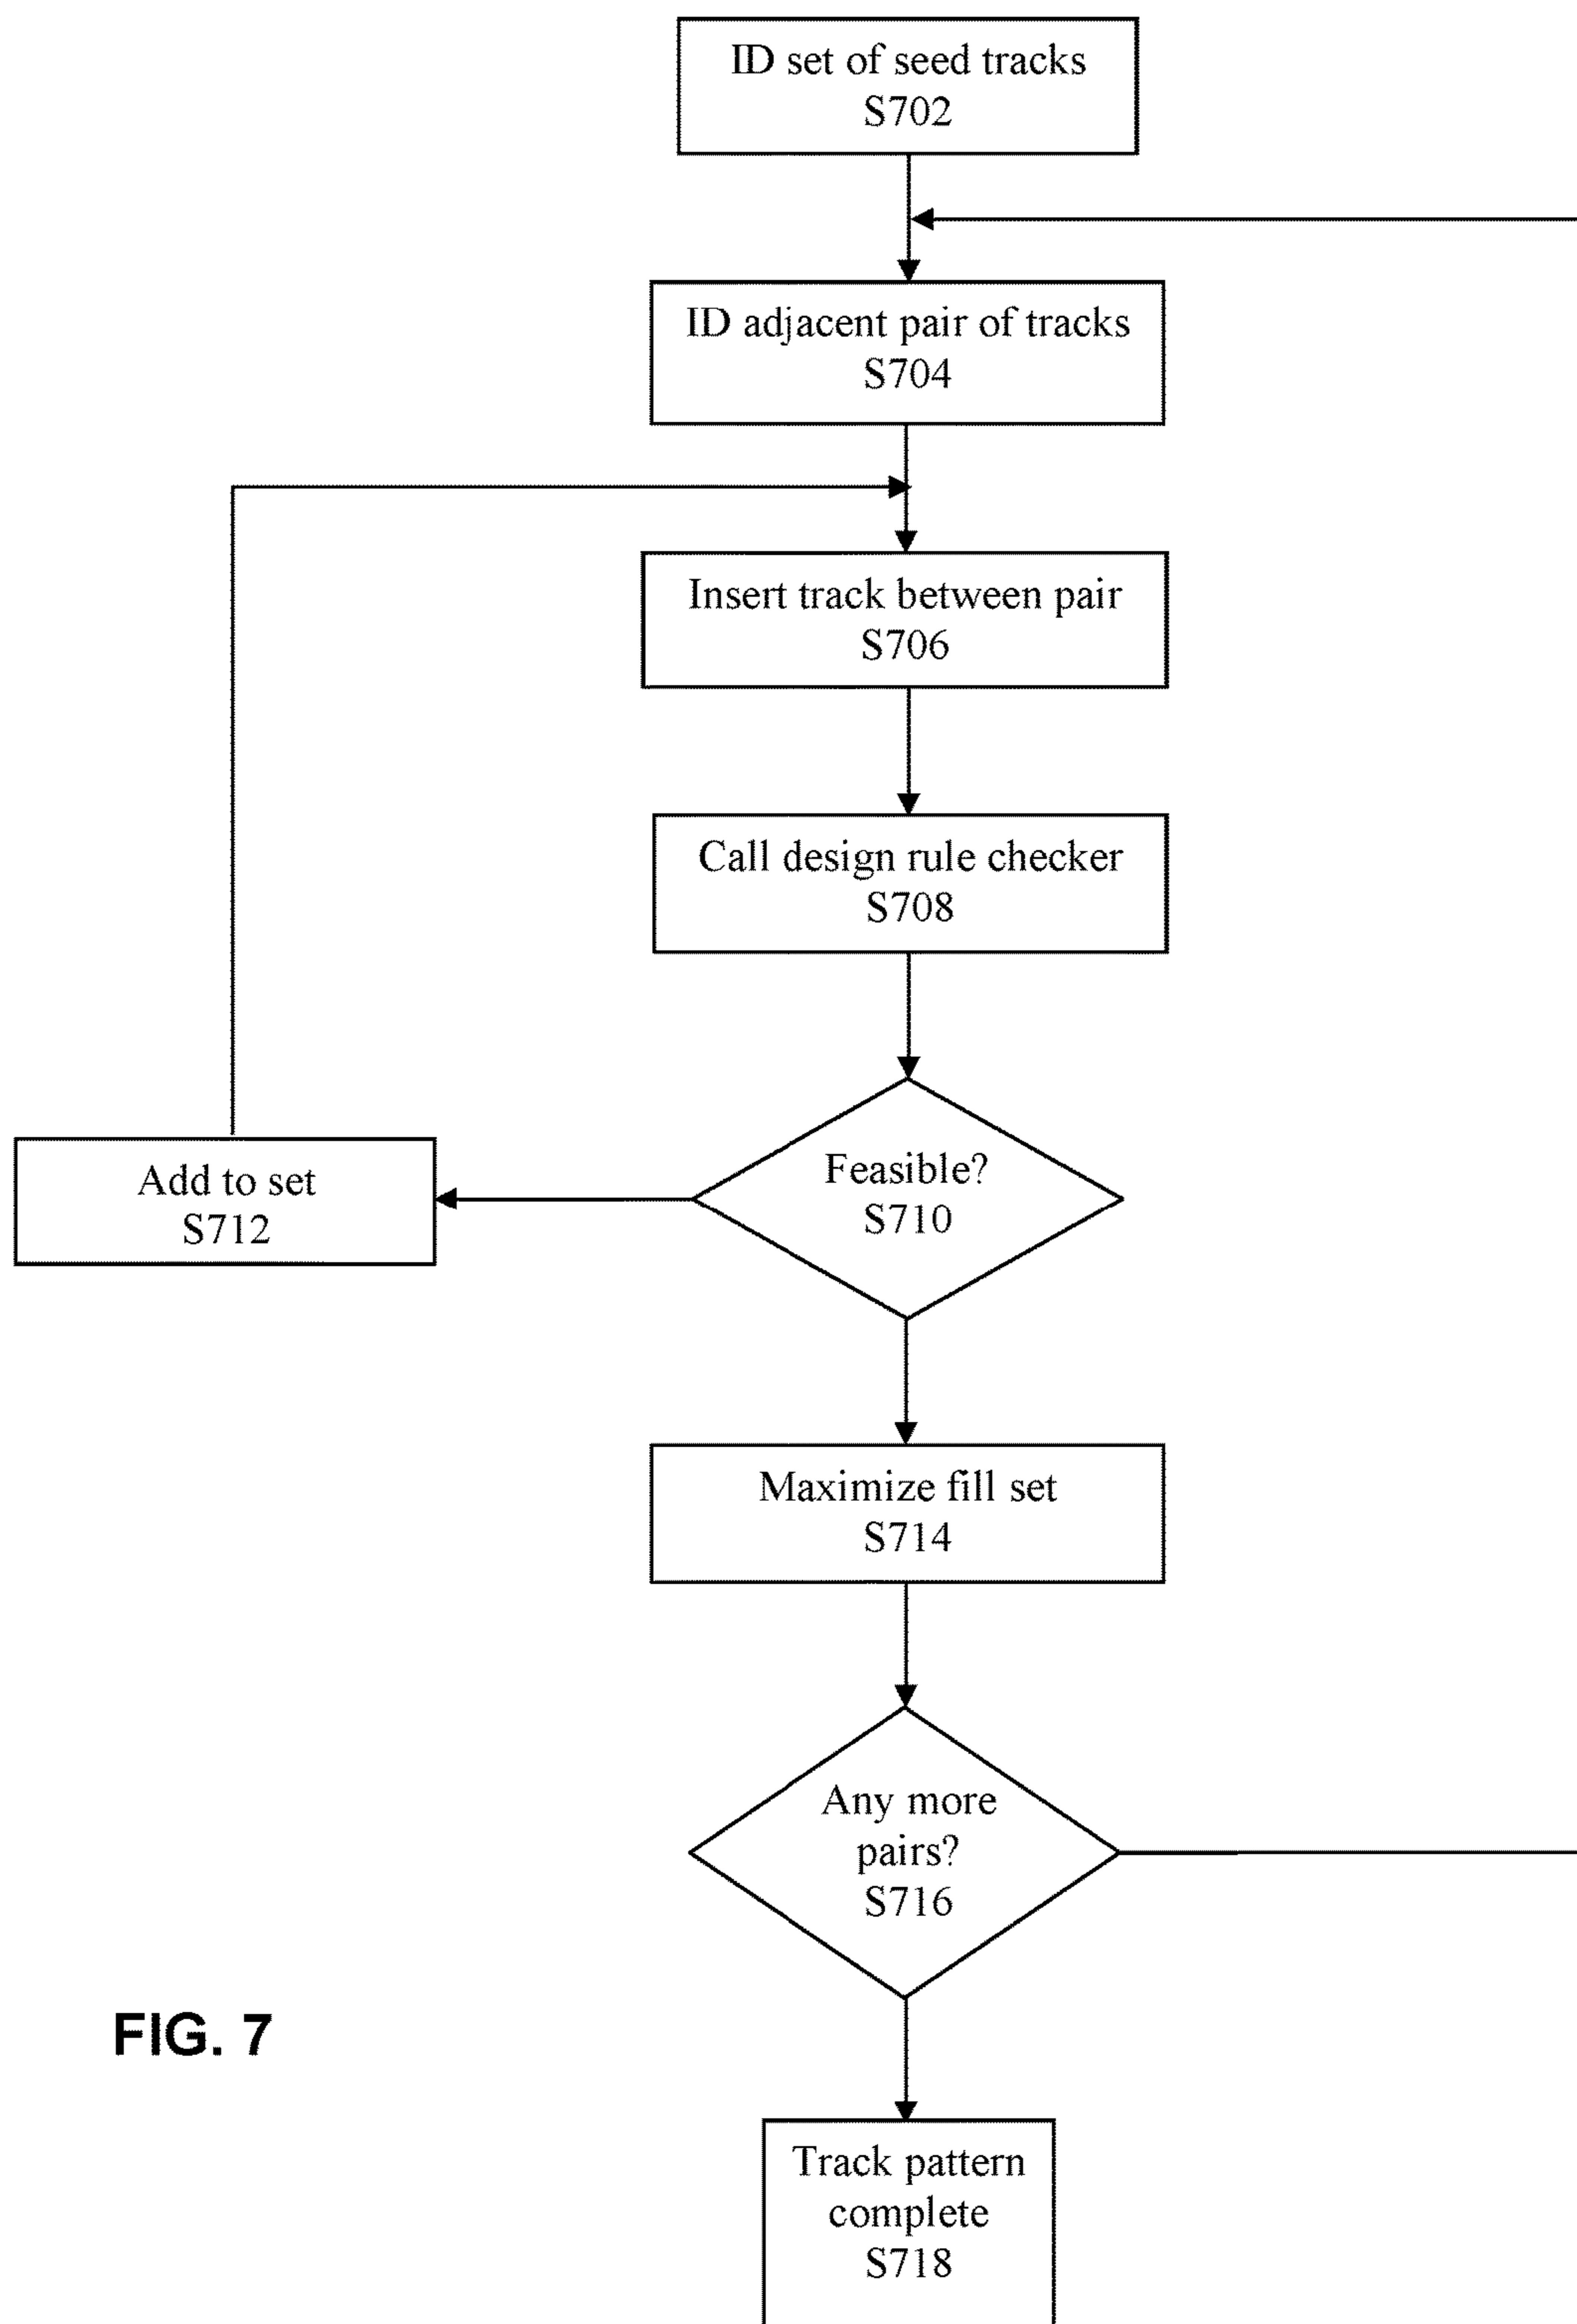 ID set of seed tracks
S702
ID adjacent pair of tracks
S704
Insert track between pair
S706
Call design rule checker
S708
Feasible?
S710
Add to set
S712
Maximize fill set
S714
Any more
pairs?
S716
FIG. 7
Track pattern
complete
S718